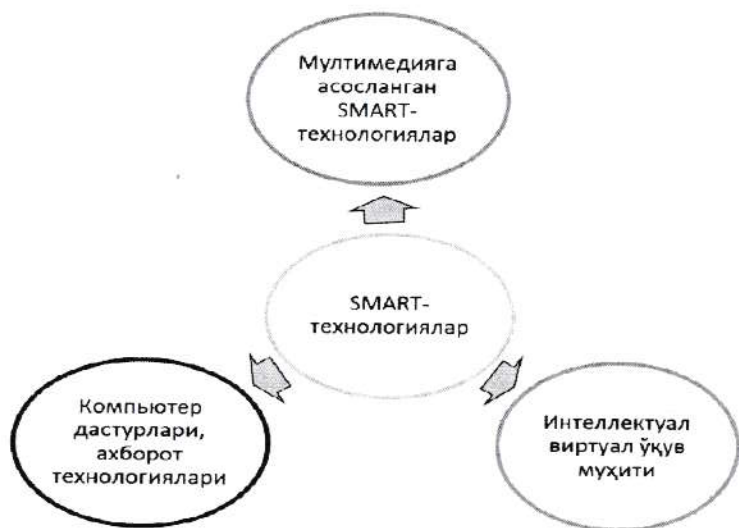 Мултимедияга
асосланган
SMART-
технологиялар
SMART-
технологиялар
Компьютер
дастурлари,
ахборот
технологиялари
Интеллектуал
виртуал ўқув
муҳити